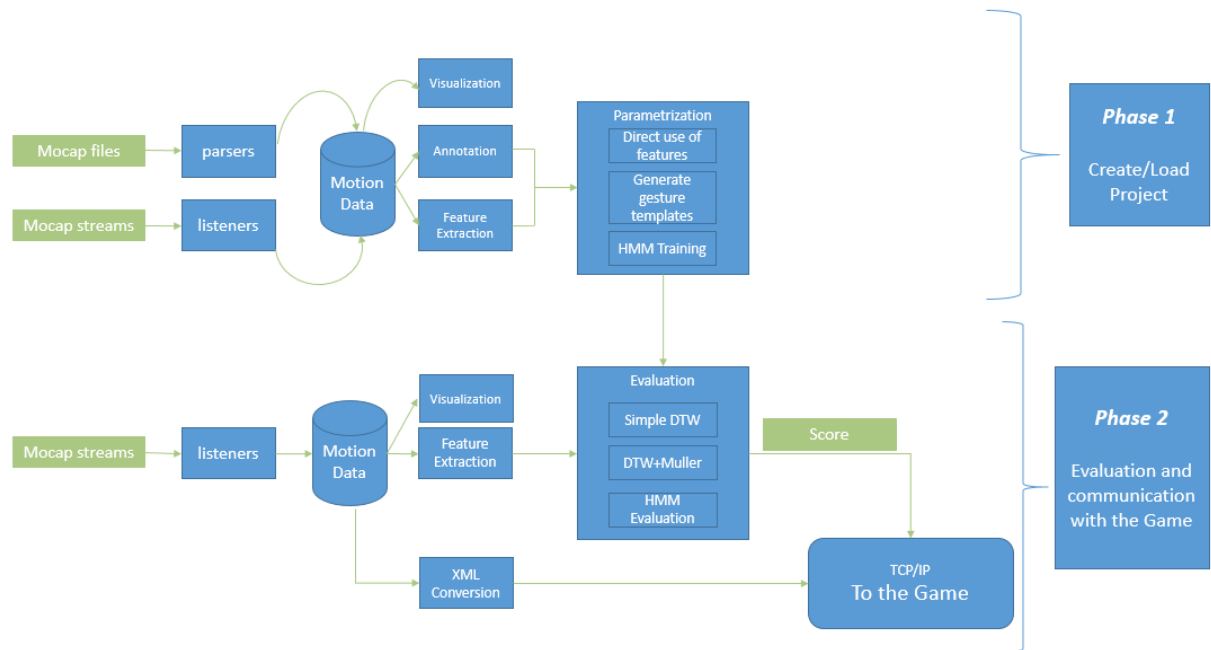 Visualization
Parametrization
Direct use of
features
Generate
gesture
templates
HMM Training
Mocap files
parsers
Annotation
Motion
Data
Mocap streams
listeners
Feature
Extraction
Phase 1
Create/Load
Project
Evaluation
Simple DTW
DTW+Muller
HMM
Evaluation
Visualization
Mocap streams
listeners
Motion
Data
Feature
Extraction
Score
XML
Conversion
TCP/IP
To the Game
Phase 2
Evaluation and
communication
with the Game